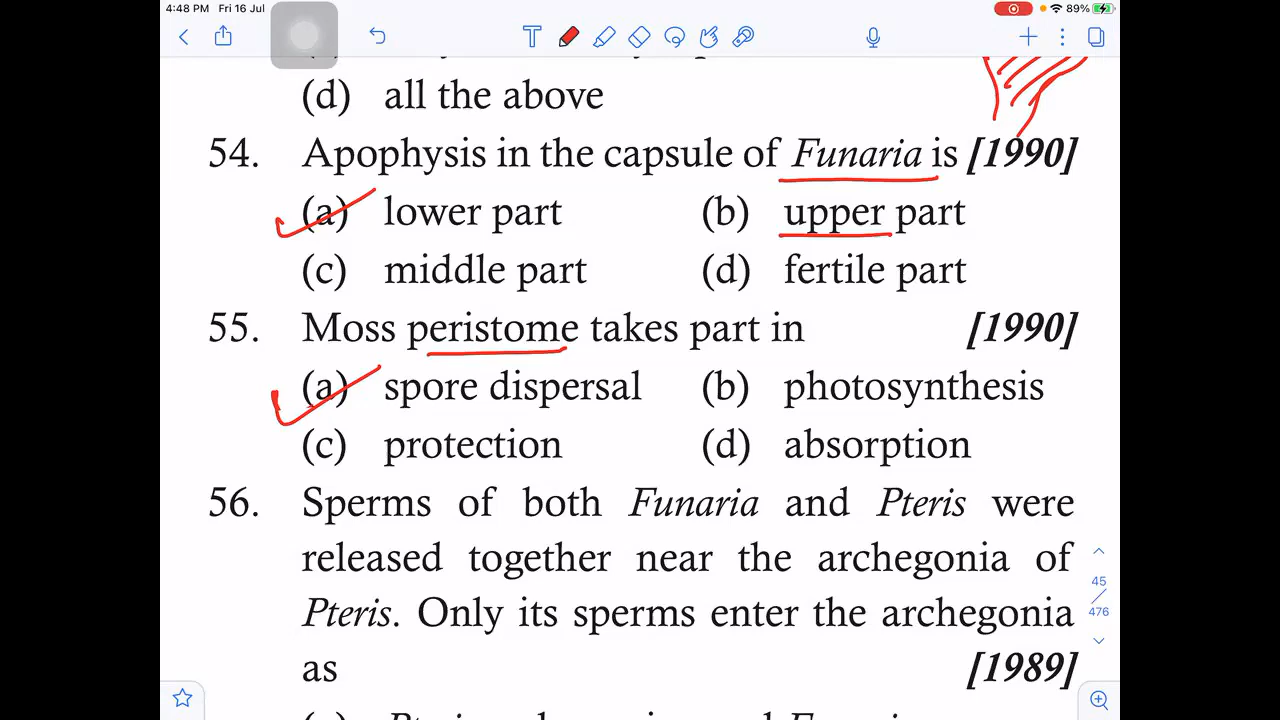 4:48 PM Fri 16 Jul
89%
(d) all the above
54. Apophysis in the capsule of Funaria is [1990]
(a) lower part (b) upper part
(c) middle part (d) fertile part
55. Moss peristome takes part in [1990]
(a) spore dispersal (b) photosynthesis
(c) protection (d) absorption
56. Sperms of both Funaria and Pteris were
released together near the archegonia of
Pteris. Only its sperms enter the archegonia
as [1989]
45
476